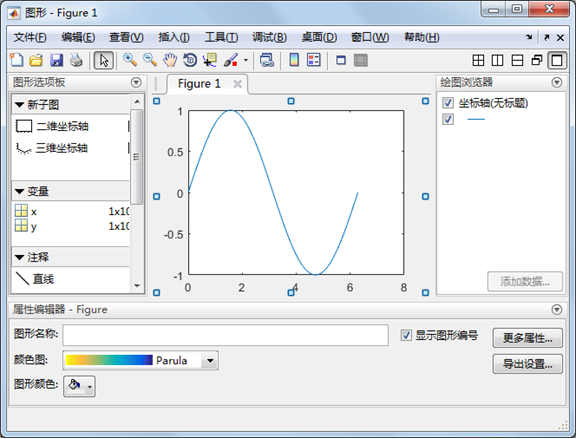 图形 - Figure 1
文件(F) 编辑(E) 查看(V) 插入(I) 工具(T) 调试(B) 桌面(D) 窗口(W) 帮助(H)
图形选项板
新子图
二维坐标轴
三维坐标轴
变量
x 1x10
y 1x10
注释
直线
Figure 1
1
0.5
0
-0.5
-1
0 2 4 6 8
绘图浏览器
坐标轴(无标题)
添加数据...
属性编辑器 - Figure
图形名称:
显示图形编号
更多属性...
颜色图: Parula
导出设置...
图形颜色: